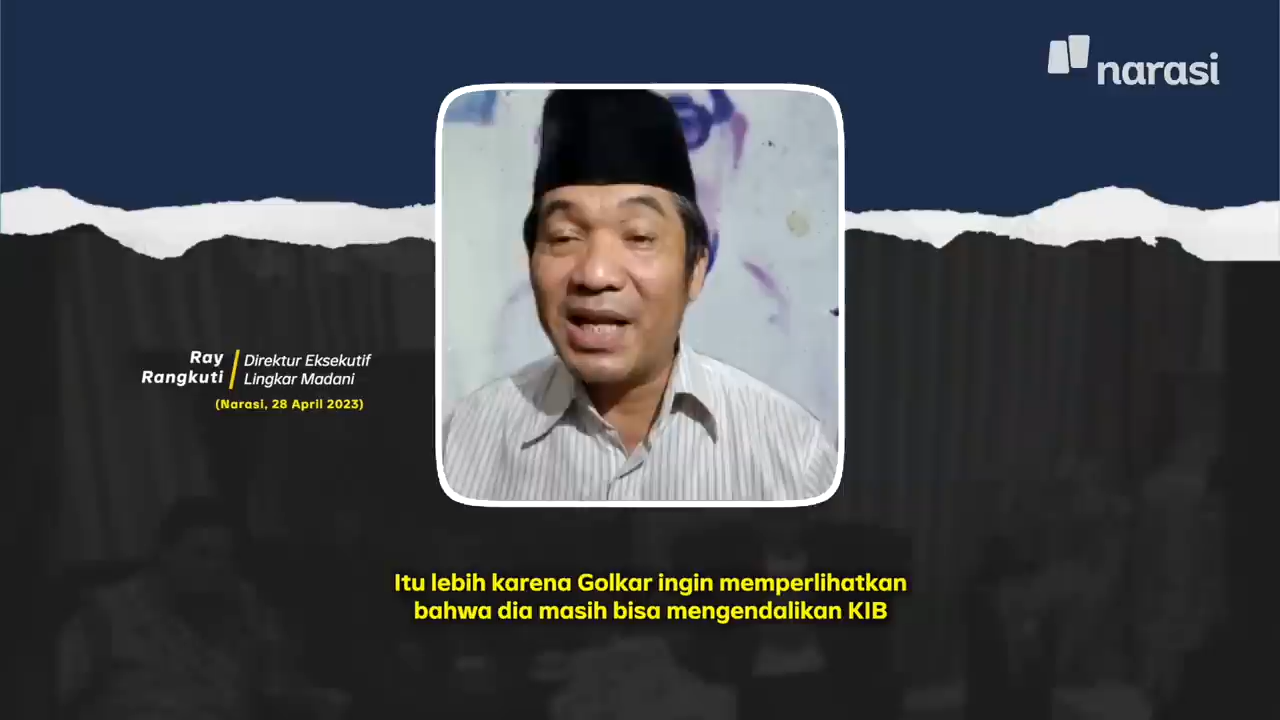 narasi
Ray
Rangkuti
Direktur Eksekutif
Lingkar Madani
(Narasi, 28 April 2023)
Itu lebih karena Golkar ingin memperlihatkan
bahwa dia masih bisa mengendalikan KIB